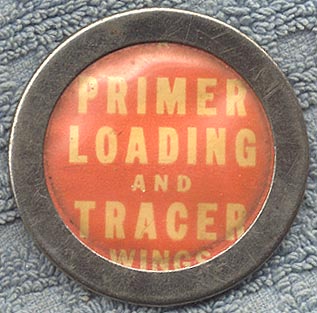 PRIMER
LOADING
AND
TRACER
WINGS